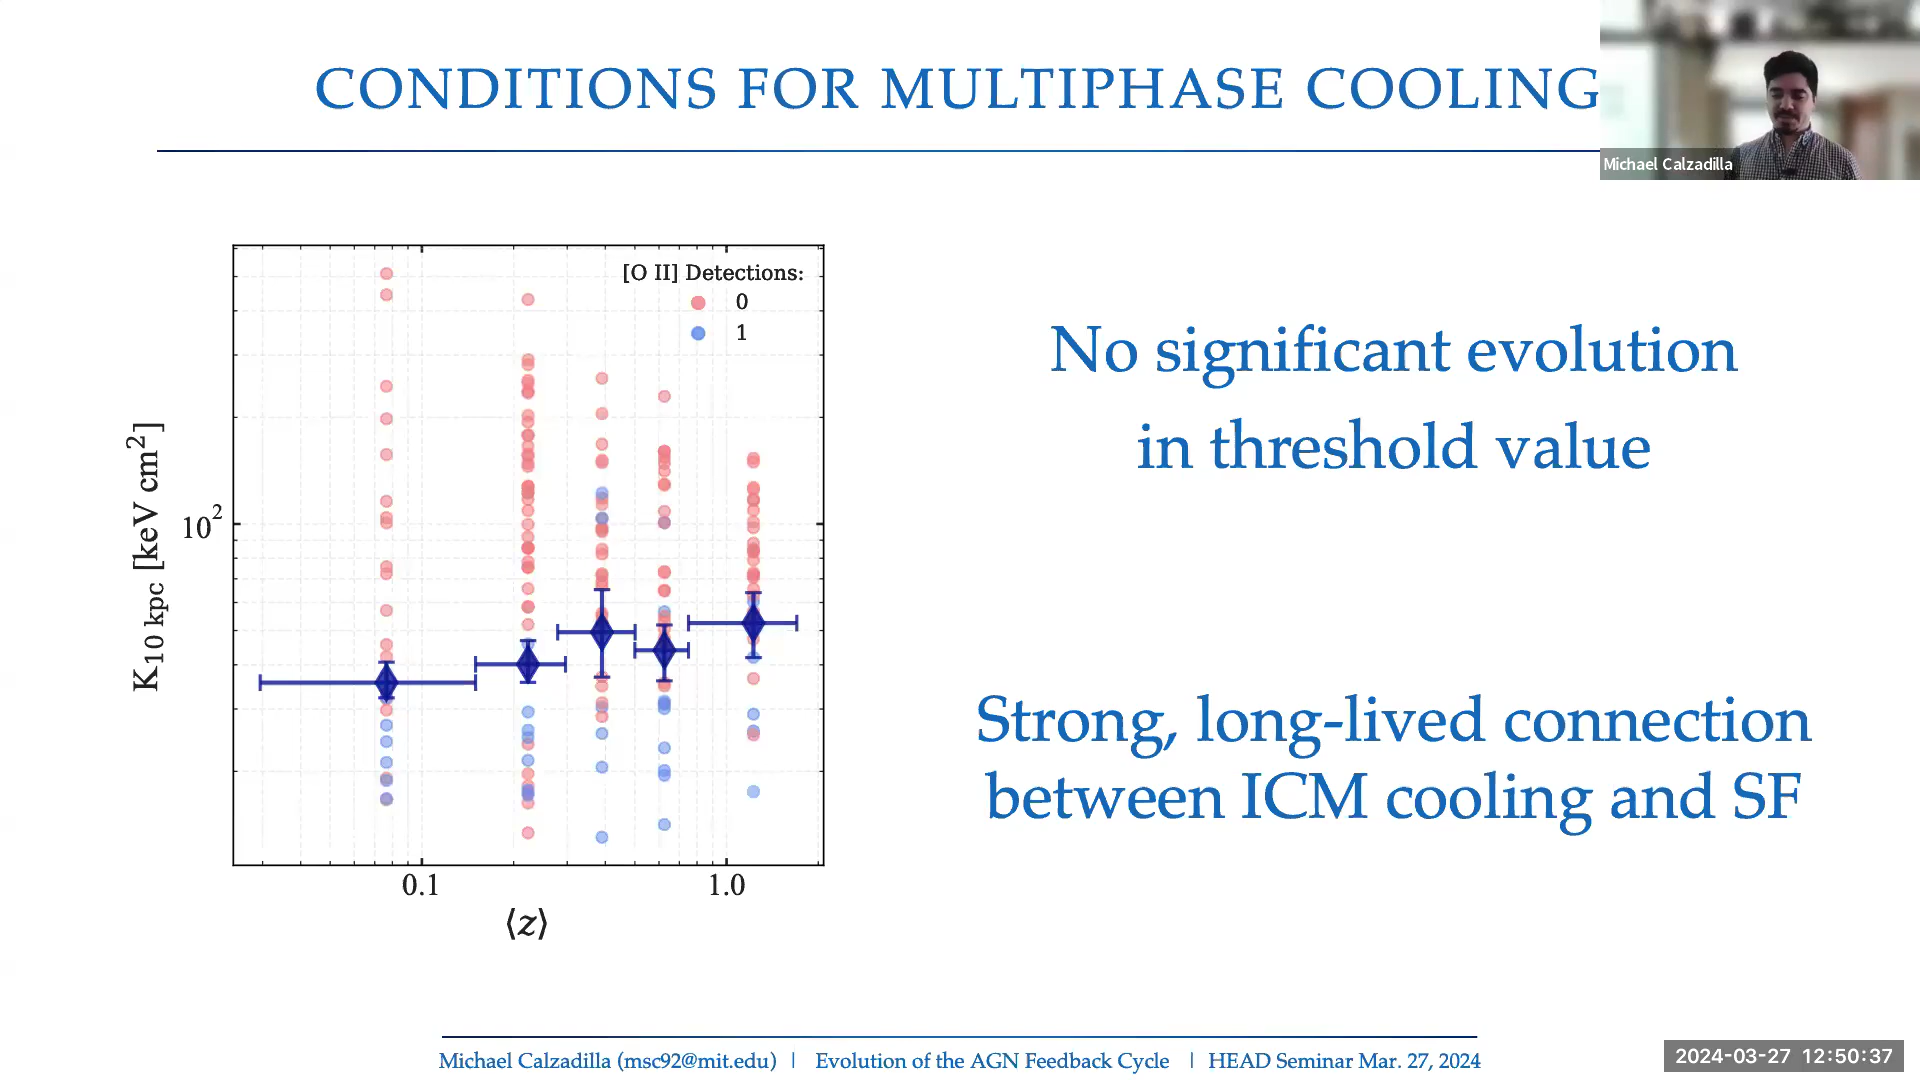 CONDITIONS FOR MULTIPHASE COOLING
Michael Calzadilla
[O II] Detections:
0
1
K10 kpc [keV cm²]
10²
0.1
1.0
⟨z⟩
No significant evolution
in threshold value
Strong, long-lived connection
between ICM cooling and SF
Michael Calzadilla (msc92@mit.edu) | Evolution of the AGN Feedback Cycle | HEAD Seminar Mar. 27, 2024
2024-03-27 12:50:37